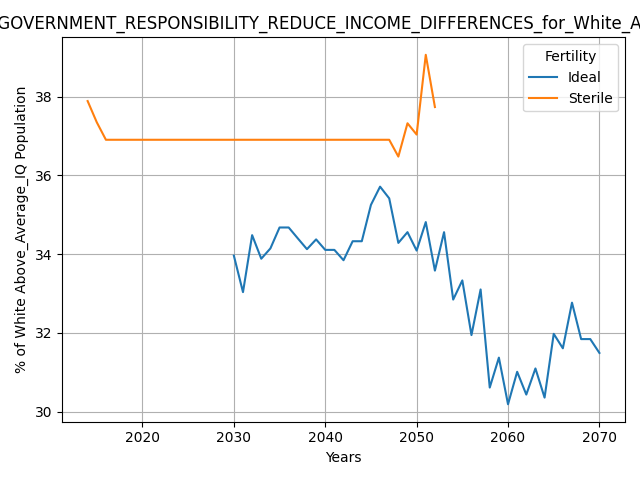 GOVERNMENT_RESPONSIBILITY_REDUCE_INCOME_DIFFERENCES_for_White_A
Fertility
Ideal
Sterile
% of White Above_Average_IQ Population
38
36
34
32
30
2020
2030
2040
2050
2060
2070
Years